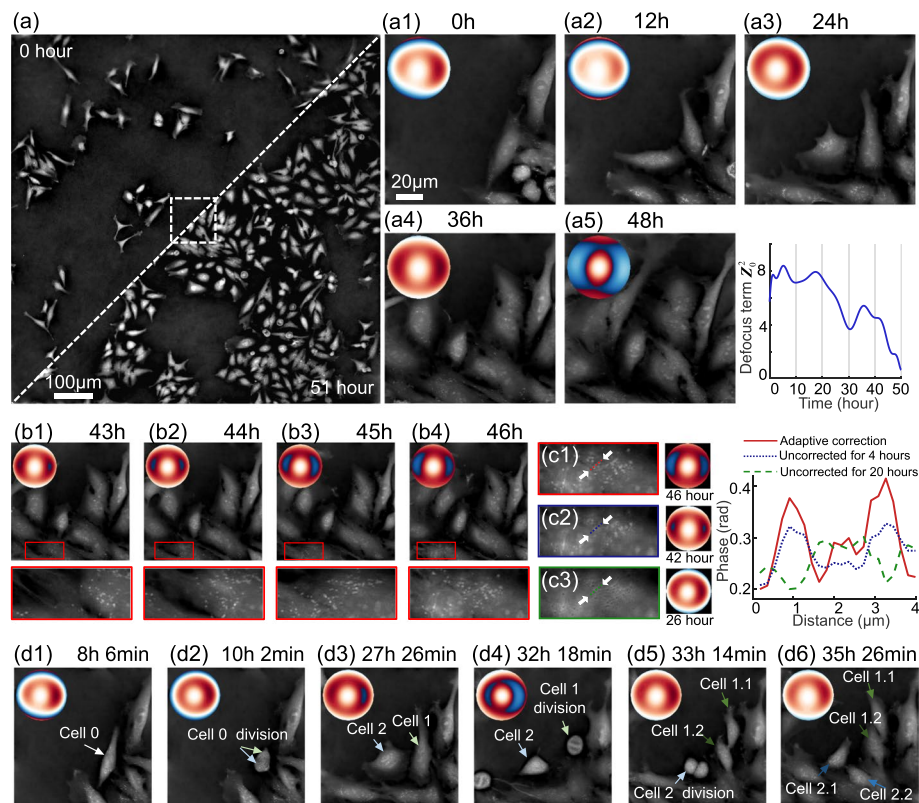 (a)
0 hour
100µm
51 hour
(a1) 0h
20µm
(a2) 12h
(a3) 24h
(a4) 36h
(a5) 48h
Defocus term Z₀²
8
4
0
0 10 20 30 40 50
Time (hour)
(b1) 43h
(b2) 44h
(b3) 45h
(b4) 46h
(c1)
46 hour
(c2)
42 hour
(c3)
26 hour
Adaptive correction
Uncorrected for 4 hours
Uncorrected for 20 hours
Phase (rad)
0.4
0.3
0.2
0 1 2 3 4
Distance (µm)
(d1) 8h 6min
Cell 0
(d2) 10h 2min
Cell 0 division
(d3) 27h 26min
Cell 2
Cell 1
(d4) 32h 18min
Cell 1
division
Cell 2
(d5) 33h 14min
Cell 1.1
Cell 1.2
Cell 2 division
(d6) 35h 26min
Cell 1.1
Cell 1.2
Cell 2.1
Cell 2.2